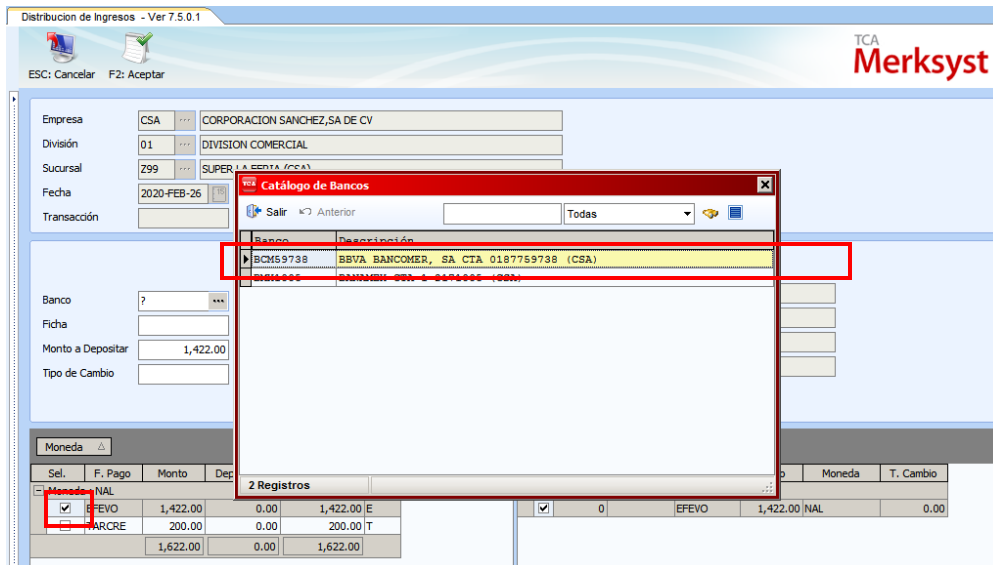 Distribucion de Ingresos - Ver 7.5.0.1
ESC: Cancelar F2: Aceptar
TCA
Merksyst
Empresa CSA ... CORPORACION SANCHEZ,SA DE CV
División 01 ... DIVISION COMERCIAL
Sucursal Z99 ... SUPER LA FERIA (CSA)
Fecha 2020-FEB-26
Transacción
TCA Catálogo de Bancos
Salir Anterior Todas
Banco Descripción
BCM59738 BBVA BANCOMER, SA CTA 0187759738 (CSA)
Banco ? ...
Ficha
Monto a Depositar 1,422.00
Tipo de Cambio
2 Registros
Moneda
Sel. F. Pago Monto Dep
Moneda T. Cambio
Moneda : NAL
EFEVO 1,422.00 0.00 1,422.00 E
0 EFEVO 1,422.00 NAL 0.00
TARCRE 200.00 0.00 200.00 T
1,622.00 0.00 1,622.00